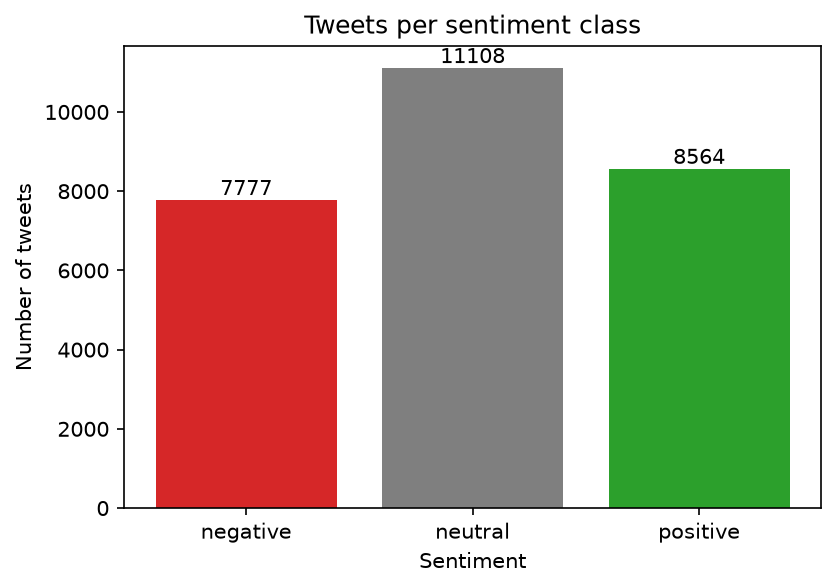 Tweets per sentiment class
11108
10000
8564
8000
7777
6000
4000
2000
0
Number of tweets
negative neutral positive
Sentiment